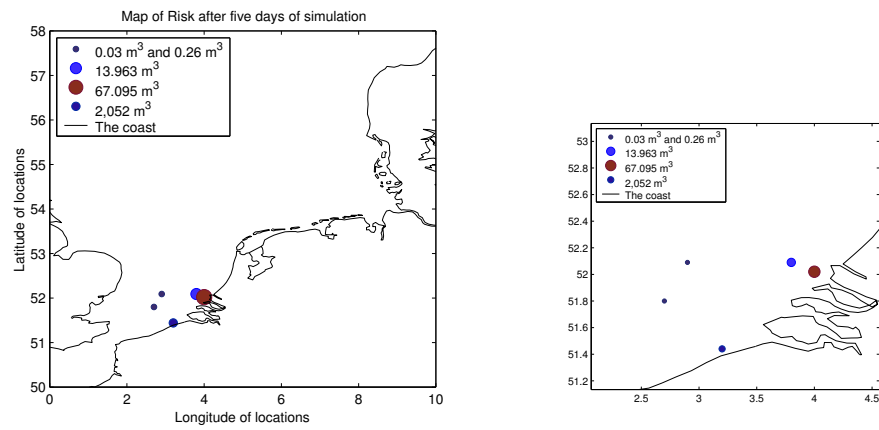 Map of Risk after five days of simulation
58
57
56
55
54
53
52
51
50
Latitude of locations
0.03 m³ and 0.26 m³
13.963 m³
67.095 m³
2,052 m³
The coast
0 2 4 6 8 10
Longitude of locations
53
52.8
52.6
52.4
52.2
52
51.8
51.6
51.4
51.2
0.03 m³ and 0.26 m³
13.963 m³
67.095 m³
2,052 m³
The coast
2.5 3 3.5 4 4.5